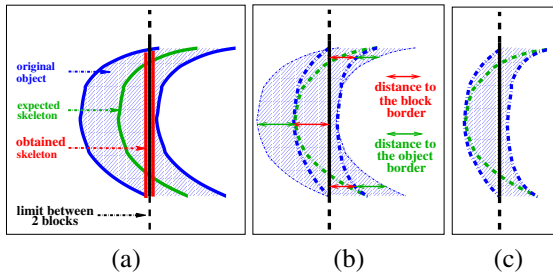 original
object
expected
skeleton
obtained
skeleton
limit between
2 blocks
distance to
the block
border
distance to
the object
border
(a)
(b)
(c)